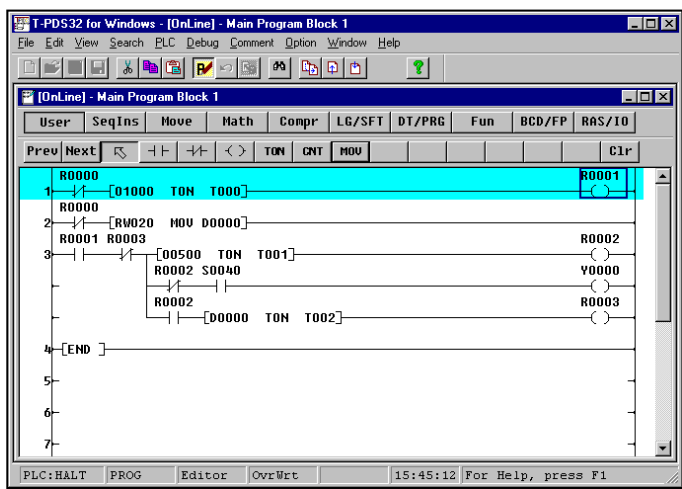 T-PDS32 for Windows - [OnLine] - Main Program Block 1
File Edit View Search PLC Debug Comment Option Window Help
[OnLine] - Main Program Block 1
User SeqIns Move Math Compr LG/SFT DT/PRG Fun BCD/FP RAS/IO
Prev Next TON CNT MOV Clr
R0000 R0001
1 [01000 TON T000]
R0000
2 [RW020 MOV D0000]
R0001 R0003 R0002
3 [00500 TON T001]
R0002 S0040 Y0000
R0002 R0003
[D0000 TON T002]
4 [END ]
5
6
7
PLC:HALT PROG Editor OvrWrt 15:45:12 For Help, press F1